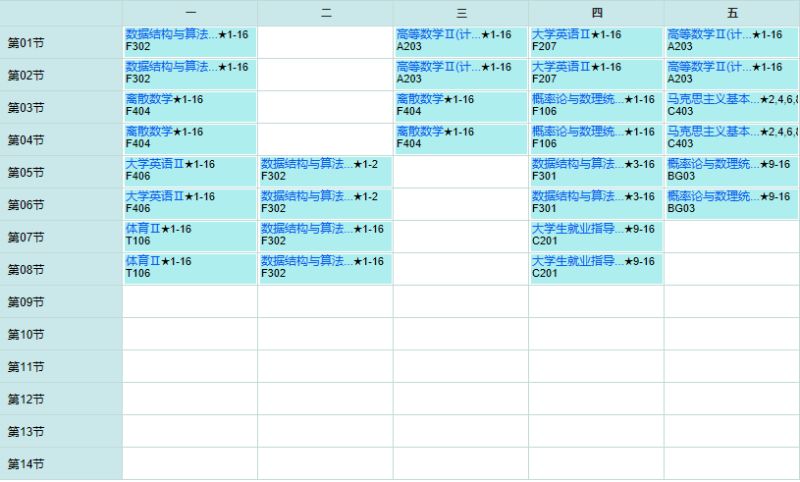 一 二 三 四 五
第01节 数据结构与算法...★1-16 高等数学Ⅱ(计...★1-16 大学英语Ⅱ★1-16 高等数学Ⅱ(计...★1-16
F302 A203 F207 A203
第02节 数据结构与算法...★1-16 高等数学Ⅱ(计...★1-16 大学英语Ⅱ★1-16 高等数学Ⅱ(计...★1-16
F302 A203 F207 A203
第03节 离散数学★1-16 离散数学★1-16 概率论与数理统...★1-16 马克思主义基本...★2,4,6,8
F404 F404 F106 C403
第04节 离散数学★1-16 离散数学★1-16 概率论与数理统...★1-16 马克思主义基本...★2,4,6,8
F404 F404 F106 C403
第05节 大学英语Ⅱ★1-16 数据结构与算法...★1-2 数据结构与算法...★3-16 概率论与数理统...★9-16
F406 F302 F301 BG03
第06节 大学英语Ⅱ★1-16 数据结构与算法...★1-2 数据结构与算法...★3-16 概率论与数理统...★9-16
F406 F302 F301 BG03
第07节 体育Ⅱ★1-16 数据结构与算法...★1-16 大学生就业指导...★9-16
T106 F302 C201
第08节 体育Ⅱ★1-16 数据结构与算法...★1-16 大学生就业指导...★9-16
T106 F302 C201
第09节
第10节
第11节
第12节
第13节
第14节